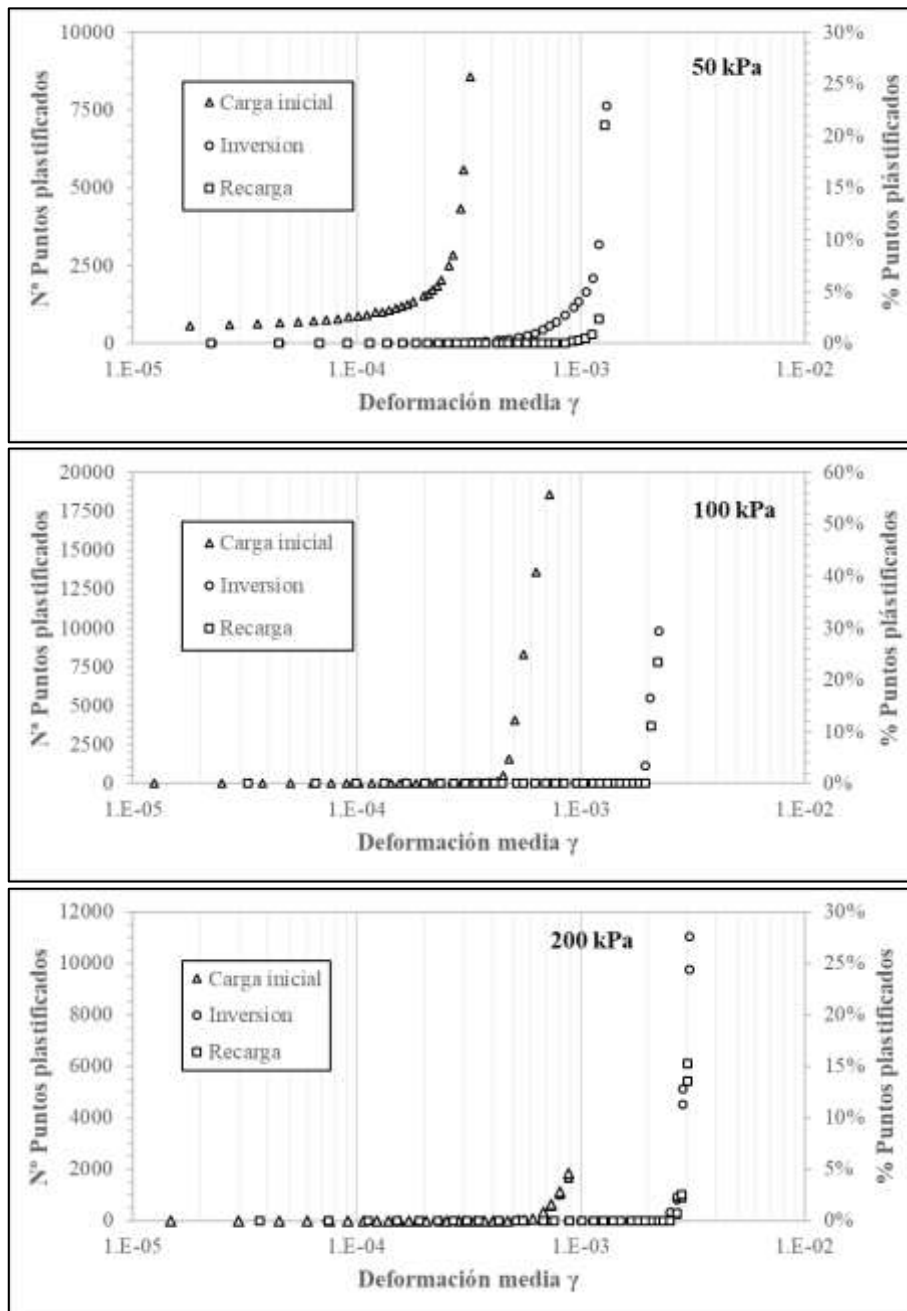 50 kPa
Nª Puntos plastificados
10000
7500
5000
2500
0
Carga inicial
Inversion
Recarga
30%
25%
20%
15%
10%
5%
0%
% Puntos plástificados
1.E-05 1.E-04 1.E-03 1.E-02
Deformación media γ
100 kPa
Nª Puntos plastificados
20000
17500
15000
12500
10000
7500
5000
2500
0
Carga inicial
Inversion
Recarga
60%
50%
40%
30%
20%
10%
0%
% Puntos plástificados
1.E-05 1.E-04 1.E-03 1.E-02
Deformación media γ
200 kPa
Nº Puntos plastificados
12000
10000
8000
6000
4000
2000
0
Carga inicial
Inversion
Recarga
30%
25%
20%
15%
10%
5%
0%
% Puntos plastificados
1.E-05 1.E-04 1.E-03 1.E-02
Deformación media γ